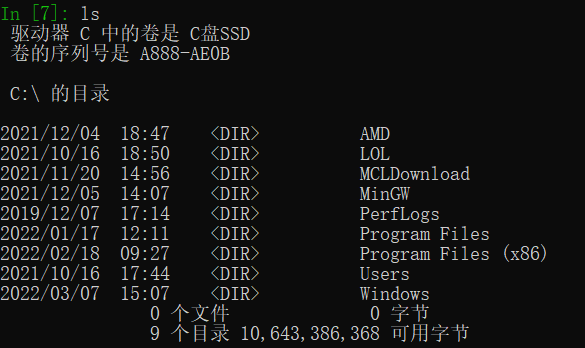 In [7]: ls
驱动器 C 中的卷是 C盘SSD
卷的序列号是 A888-AE0B
C:\ 的目录
2021/12/04  18:47    <DIR>          AMD
2021/10/16  18:50    <DIR>          LOL
2021/11/20  14:56    <DIR>          MCLDownload
2021/12/05  14:07    <DIR>          MinGW
2019/12/07  17:14    <DIR>          PerfLogs
2022/01/17  12:11    <DIR>          Program Files
2022/02/18  09:27    <DIR>          Program Files (x86)
2021/10/16  17:44    <DIR>          Users
2022/03/07  15:07    <DIR>          Windows
0 个文件              0 字节
9 个目录 10,643,386,368 可用字节